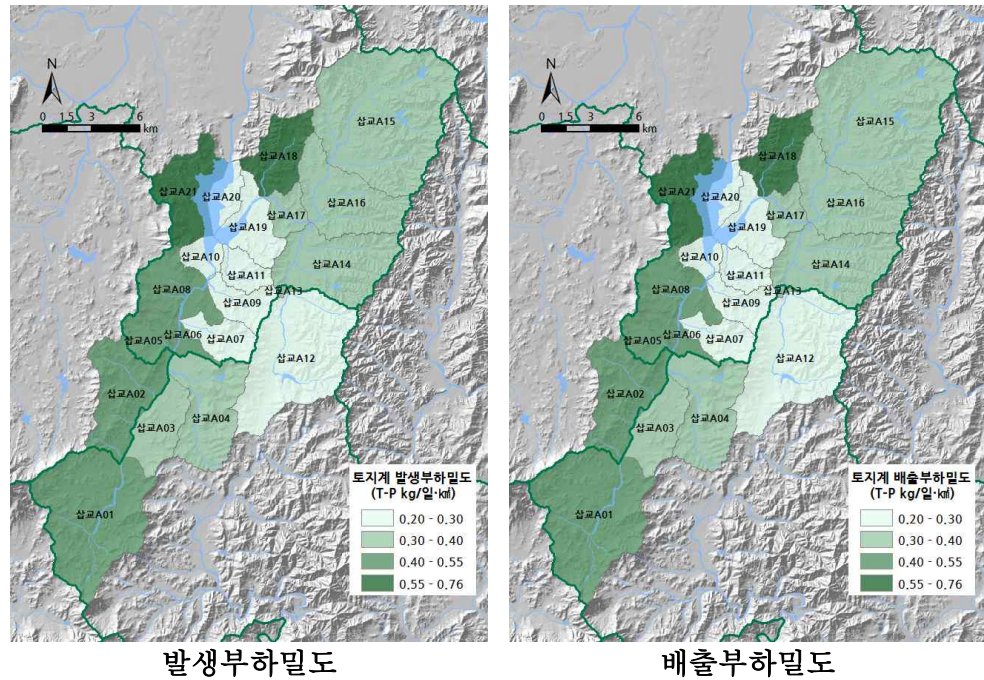 N
0 1.5 3 6
km
삽교A15
삽교A18
삽교A21
삽교A20
삽교A17
삽교A16
삽교A19
삽교A10
삽교A11
삽교A14
삽교A08
삽교A13
삽교A09
삽교A05
삽교A06
삽교A07
삽교A12
삽교A02
삽교A04
삽교A03
삽교A01
토지계 발생부하밀도
(T-P kg/일·㎢)
0.20 - 0.30
0.30 - 0.40
0.40 - 0.55
0.55 - 0.76
발생부하밀도
N
0 1.5 3 6
km
삽교A15
삽교A18
삽교A21
삽교A20
삽교A17
삽교A16
삽교A19
삽교A10
삽교A11
삽교A14
삽교A08
삽교A13
삽교A09
삽교A05
삽교A06
삽교A07
삽교A12
삽교A02
삽교A04
삽교A03
삽교A01
토지계 배출부하밀도
(T-P kg/일·㎢)
0.20 - 0.30
0.30 - 0.40
0.40 - 0.55
0.55 - 0.76
배출부하밀도